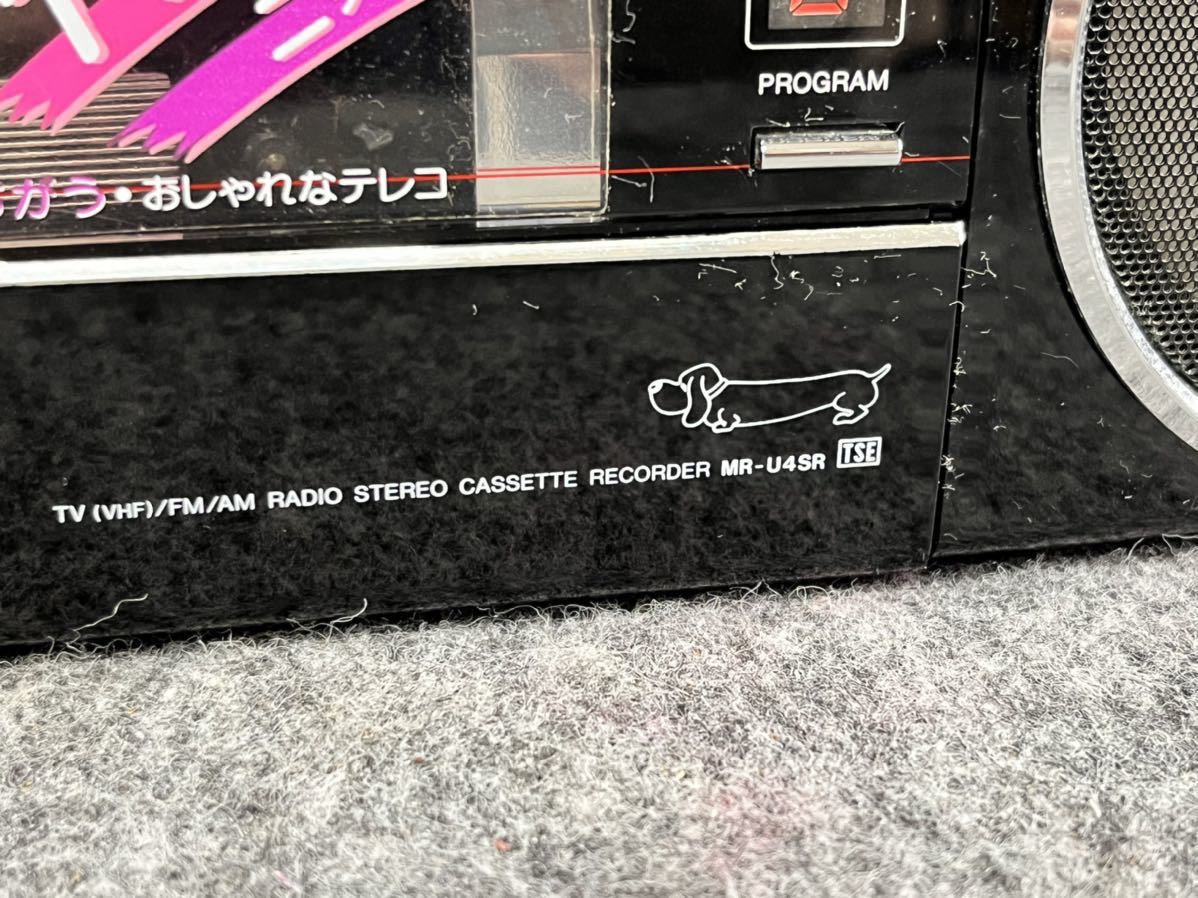 PROGRAM
がう・おしゃれなテレコ
TV (VHF)/FM/AM RADIO STEREO CASSETTE RECORDER MR-U4SR TSE